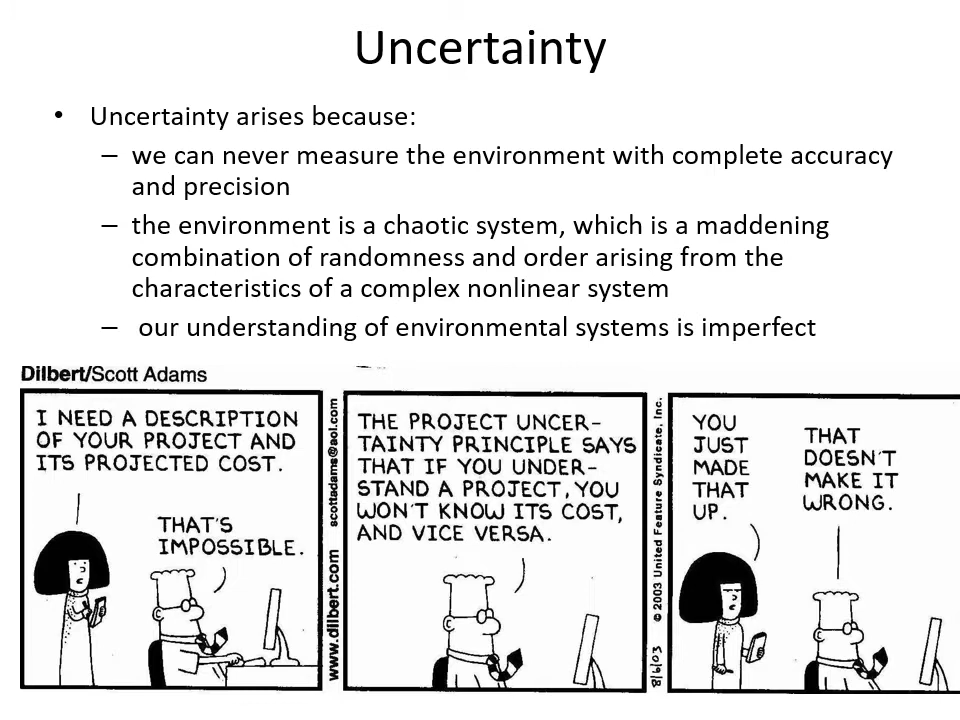 Uncertainty
• Uncertainty arises because:
– we can never measure the environment with complete accuracy
and precision
– the environment is a chaotic system, which is a maddening
combination of randomness and order arising from the
characteristics of a complex nonlinear system
– our understanding of environmental systems is imperfect
Dilbert/Scott Adams
I NEED A DESCRIPTION
OF YOUR PROJECT AND
ITS PROJECTED COST.
THAT'S
IMPOSSIBLE.
www.dilbert.com scottadams@aol.com
THE PROJECT UNCER-
TAINTY PRINCIPLE SAYS
THAT IF YOU UNDER-
STAND A PROJECT, YOU
WON'T KNOW ITS COST,
AND VICE VERSA.
8/6/03 © 2003 United Feature Syndicate, Inc.
YOU
JUST
MADE
THAT
UP.
THAT
DOESN'T
MAKE IT
WRONG.